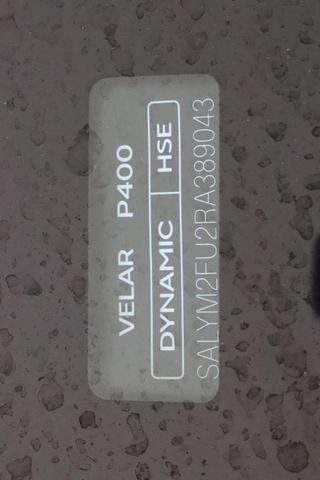 VELAR P400
DYNAMIC HSE
SALYM2FU2RA389043